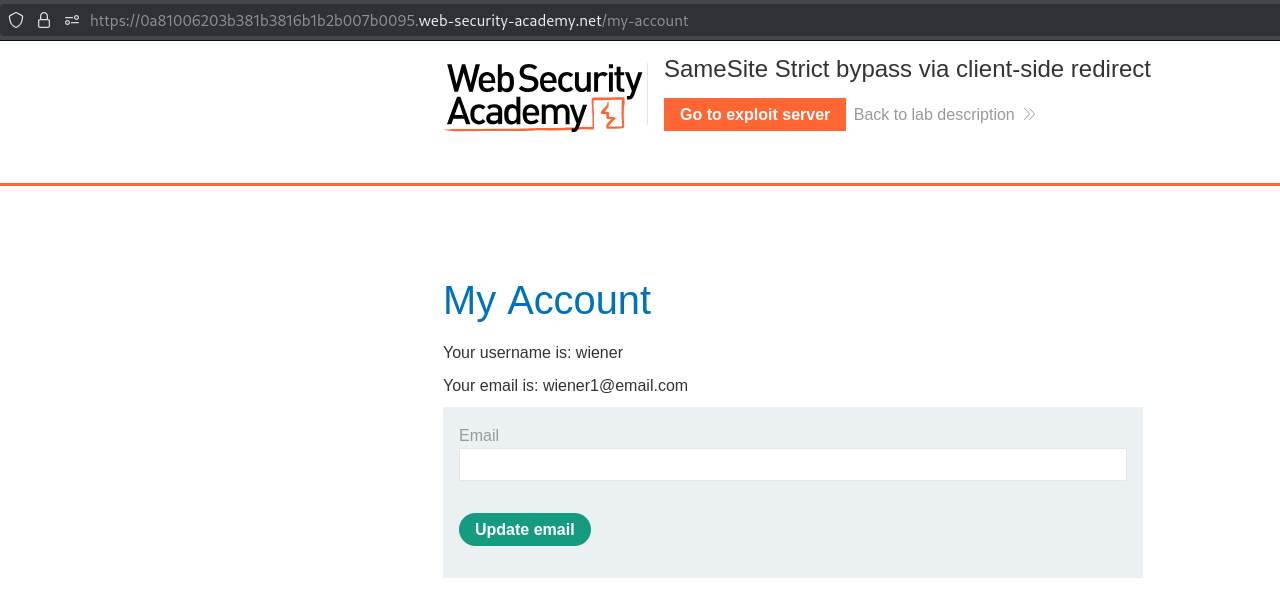 https://0a81006203b381b3816b1b2b007b0095.web-security-academy.net/my-account
Web Security
Academy
SameSite Strict bypass via client-side redirect
Go to exploit server
Back to lab description
My Account
Your username is: wiener
Your email is: wiener1@email.com
Email
Update email